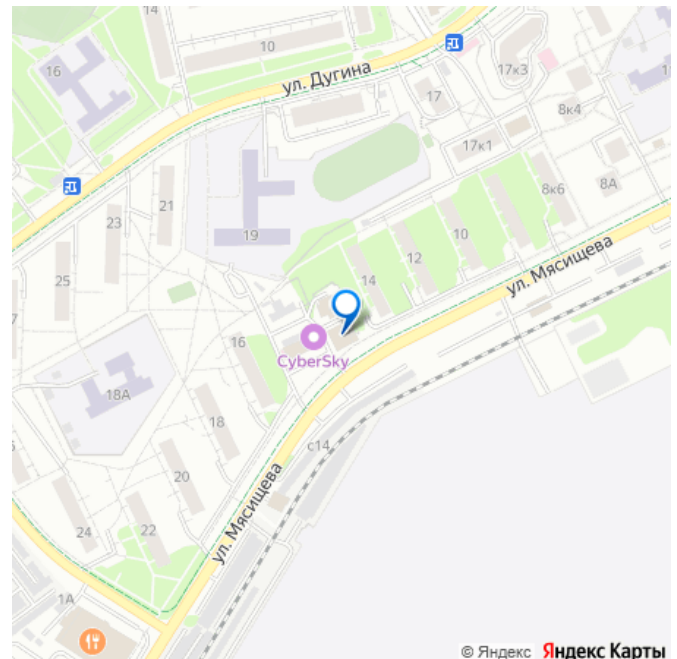 14
10
16
ул. Дугина
17к3
17
8к4
17к1
8к6
8А
21
23
19
25
10
12
14
ул. Мясищева
16
CyberSky
18А
18
с14
20
22
24
ул. Мясищева
1А
© Яндекс Яндекс Карты